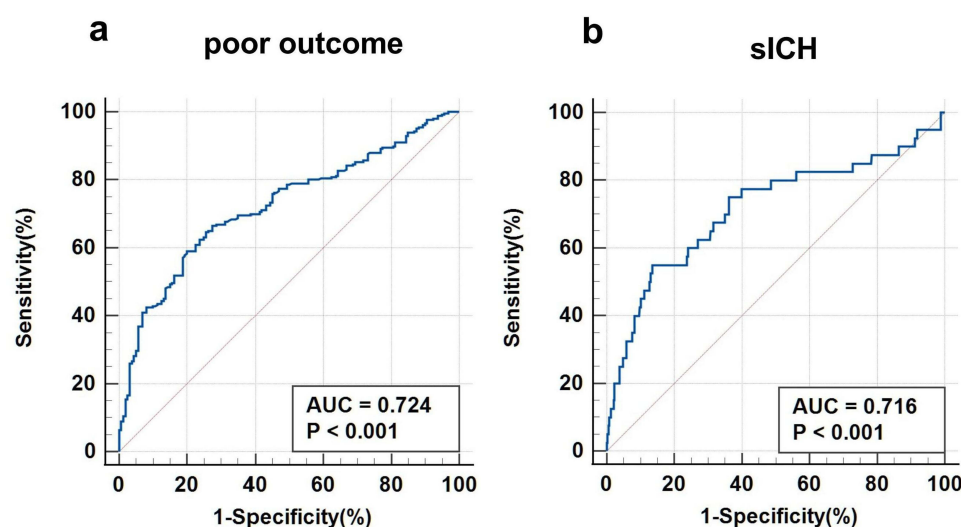 a
poor outcome
100
80
60
40
20
0
Sensitivity(%)
AUC = 0.724
P < 0.001
0 20 40 60 80 100
1-Specificity(%)
b
sICH
100
80
60
40
20
0
Sensitivity(%)
AUC = 0.716
P < 0.001
0 20 40 60 80 100
1-Specificity(%)